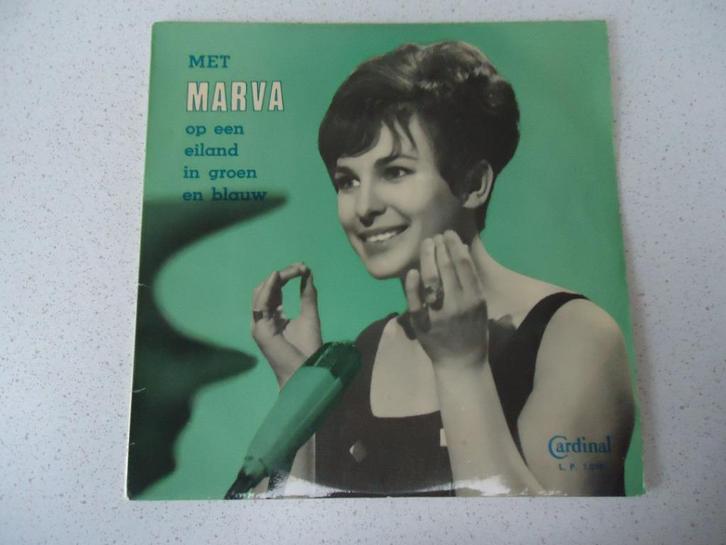 MET
MARVA
op een
eiland
in groen
en blauw
Cardinal
L. P.